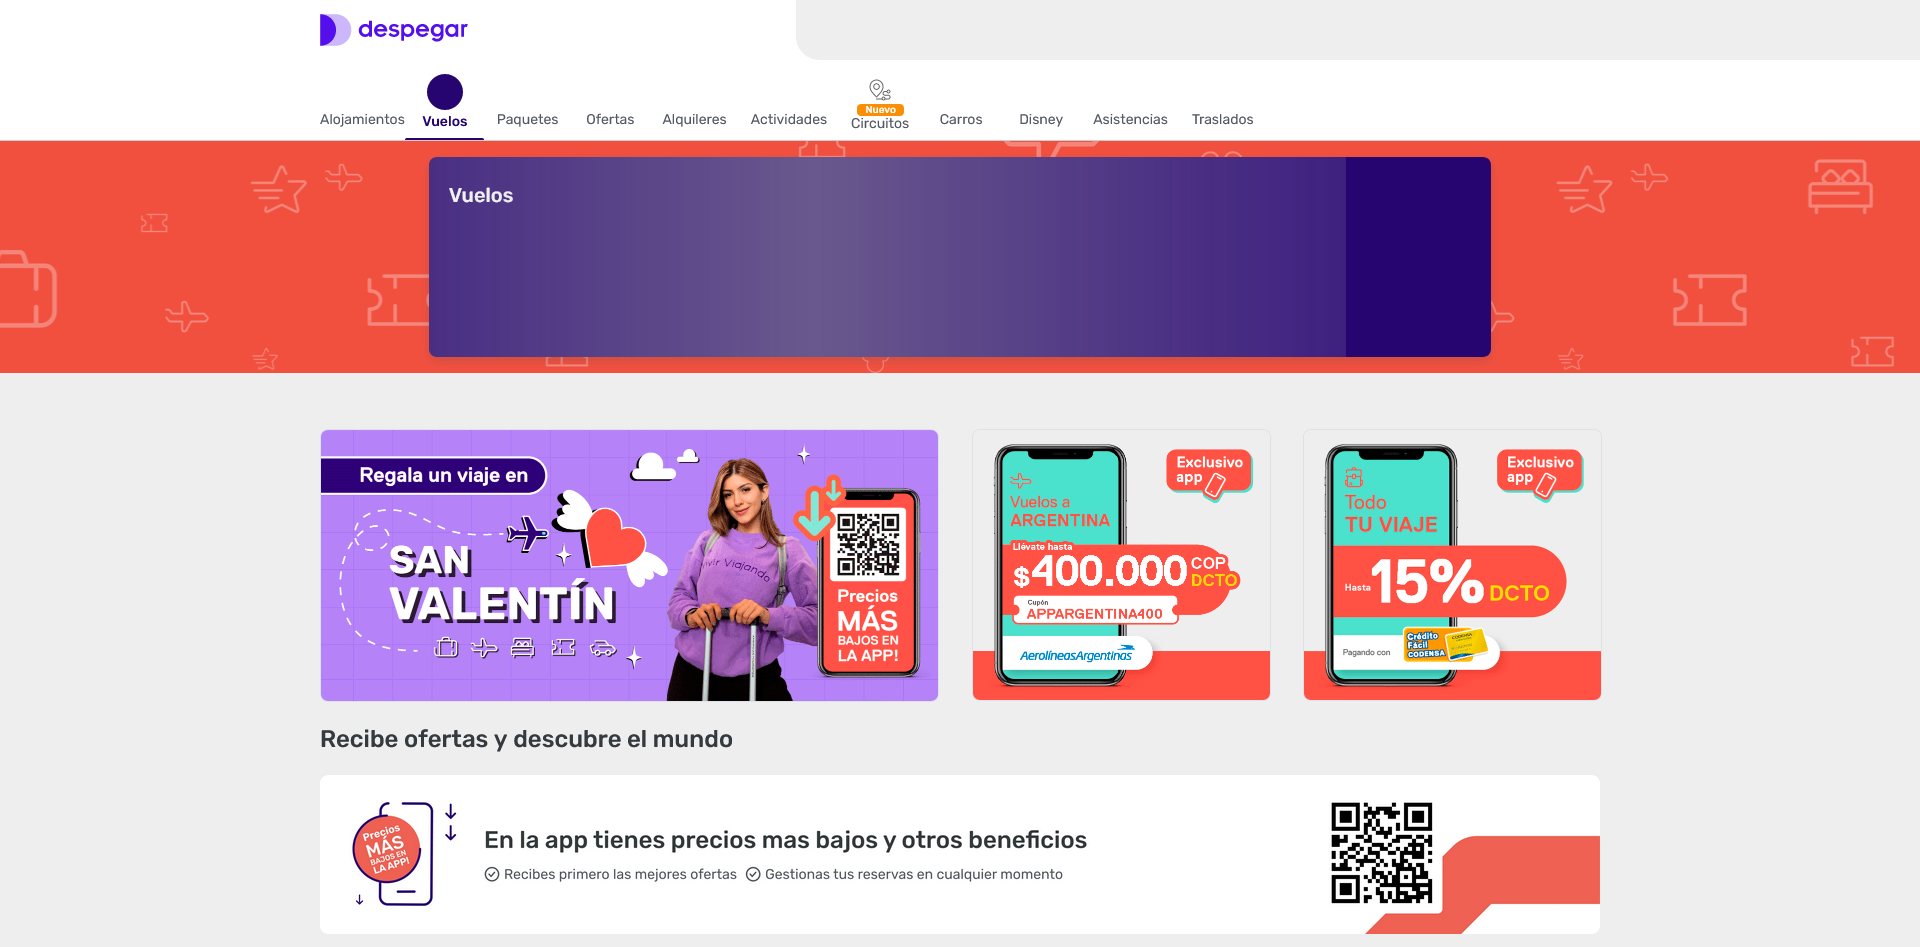 despegar
Alojamientos
Vuelos
Paquetes
Ofertas
Alquileres
Actividades
Nuevo
Circuitos
Carros
Disney
Asistencias
Traslados
Vuelos
Regala un viaje en
SAN
VALENTÍN
Vivir Viajando
Precios
MÁS
BAJOS EN
LA APP!
Exclusivo
app
Vuelos a
ARGENTINA
Llévate hasta
$400.000 COP
DCTO
Cupón
APPARGENTINA400
AerolíneasArgentinas
Exclusivo
app
Todo
TU VIAJE
Hasta 15% DCTO
Pagando con
Crédito
Fácil
CODENSA
Recibe ofertas y descubre el mundo
Precios
MÁS
BAJOS EN
LA APP!
En la app tienes precios mas bajos y otros beneficios
Recibes primero las mejores ofertas
Gestionas tus reservas en cualquier momento